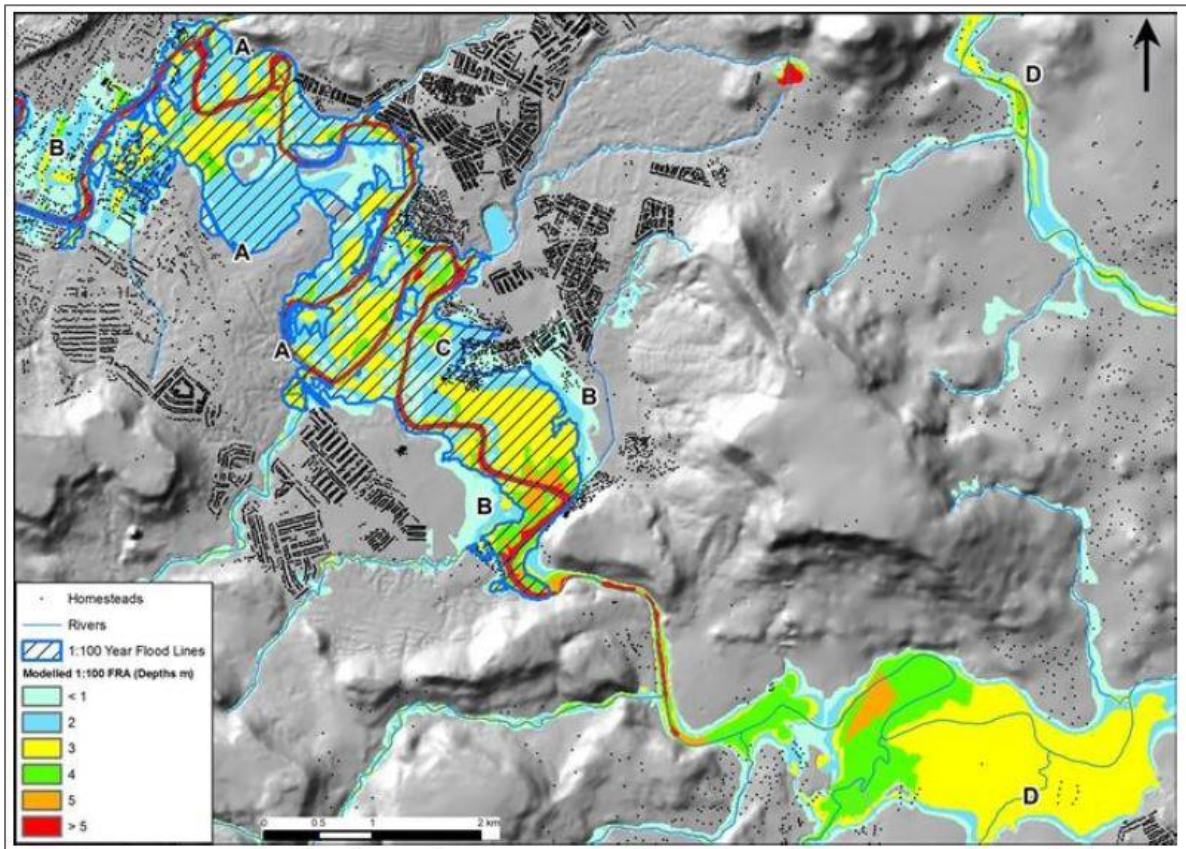 A
D
B
A
A
C
B
B
D
Homesteads
Rivers
1:100 Year Flood Lines
Modelled 1:100 FRA (Depths m)
< 1
2
3
4
5
> 5
0 0.5 1 2 km